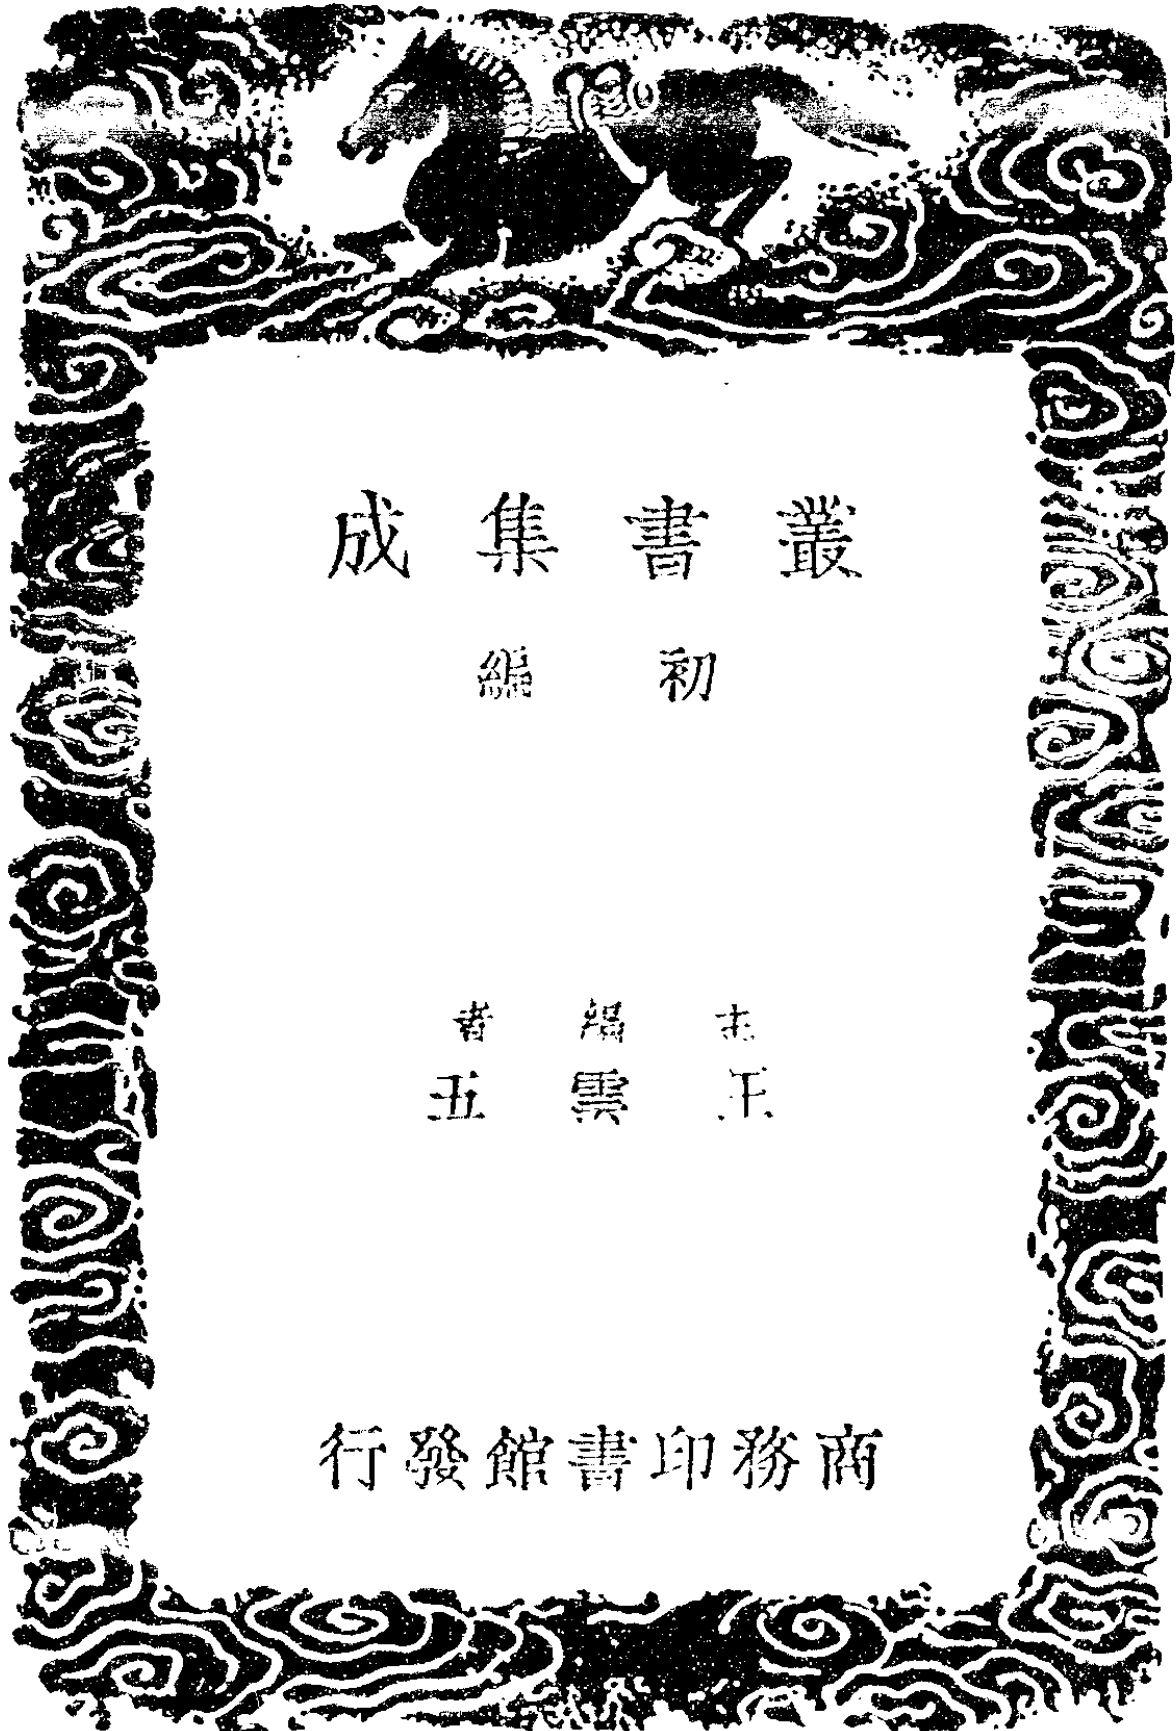 叢書集成
初編
主編者
王雲五
商務印書館發行